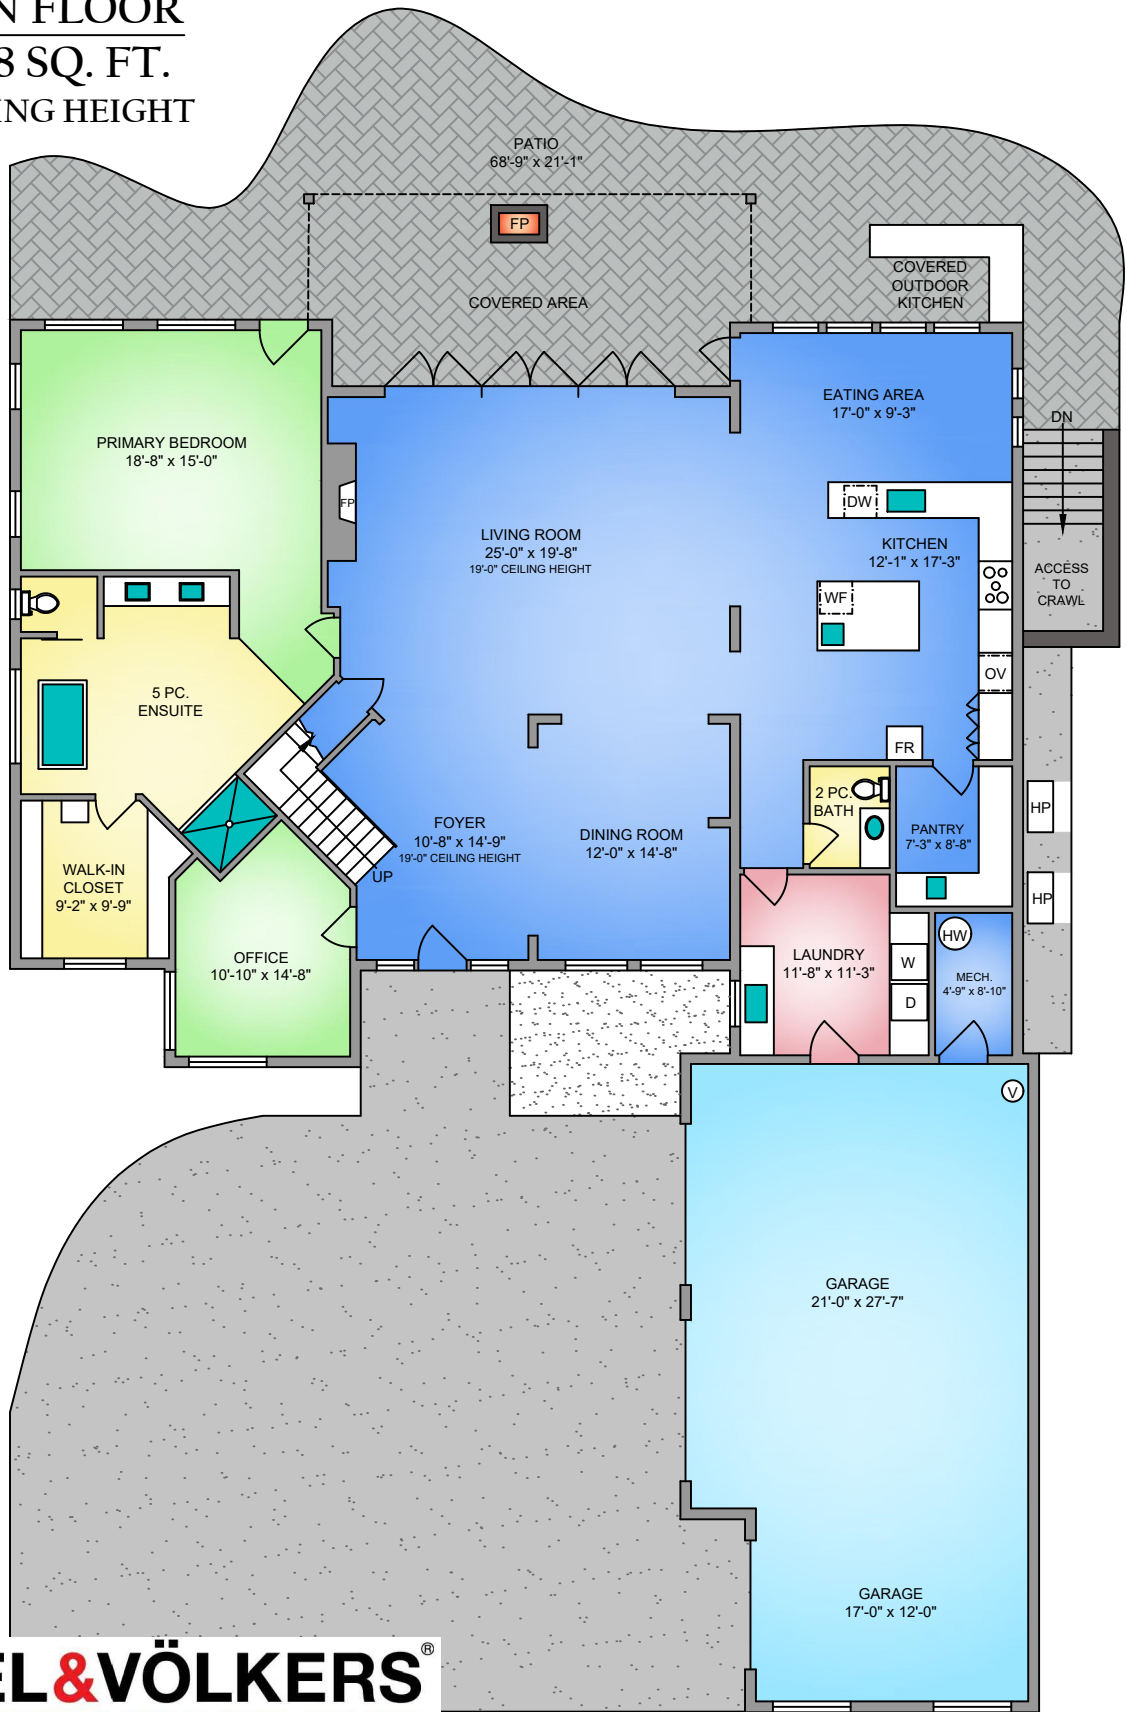 N FLOOR
8 SQ. FT.
ING HEIGHT
PATIO
68'-9" x 21'-1"
FP
COVERED AREA
COVERED
OUTDOOR
KITCHEN
EATING AREA
17'-0" x 9'-3"
DN
PRIMARY BEDROOM
18'-8" x 15'-0"
FP
DW
LIVING ROOM
25'-0" x 19'-8"
19'-0" CEILING HEIGHT
KITCHEN
12'-1" x 17'-3"
ACCESS
TO
CRAWL
WF
OV
5 PC.
ENSUITE
FR
2 PC.
BATH
PANTRY
7'-3" x 8'-8"
HP
FOYER
10'-8" x 14'-9"
19'-0" CEILING HEIGHT
DINING ROOM
12'-0" x 14'-8"
UP
WALK-IN
CLOSET
9'-2" x 9'-9"
HP
OFFICE
10'-10" x 14'-8"
LAUNDRY
11'-8" x 11'-3"
W
D
HW
MECH.
4'-9" x 8'-10"
V
GARAGE
21'-0" x 27'-7"
GARAGE
17'-0" x 12'-0"
EL&VÖLKERS®